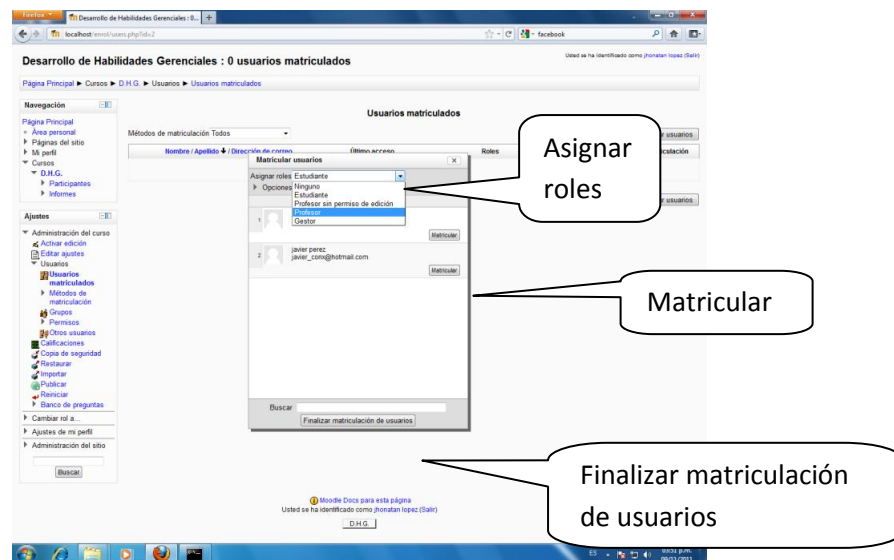 Firefox
Desarrollo de Habilidades Gerenciales : 0...
localhost/enrol/users.php?id=2
facebook
Desarrollo de Habilidades Gerenciales : 0 usuarios matriculados
Usted se ha identificado como jhonatan lopez (Salir)
Página Principal ► Cursos ► D.H.G. ► Usuarios ► Usuarios matriculados
Navegación
Página Principal
Área personal
Páginas del sitio
Mi perfil
Cursos
D.H.G.
Participantes
Informes
Usuarios matriculados
Métodos de matriculación Todos
usuarios
Nombre / Apellido / Dirección de correo
Último acceso
Roles
Matricular usuarios
Asignar roles Estudiante
Opciones
Ninguno
Estudiante
Profesor sin permiso de edición
Profesor
Gestor
1
Matricular
2
javier perez
javier_conx@hotmail.com
Matricular
Buscar
Finalizar matriculación de usuarios
usuarios
Asignar
roles
Matricular
Finalizar matriculación
de usuarios
Ajustes
Administración del curso
Activar edición
Editar ajustes
Usuarios
Usuarios
matriculados
Métodos de
matriculación
Grupos
Permisos
Otros usuarios
Calificaciones
Copia de seguridad
Restaurar
Importar
Publicar
Reiniciar
Banco de preguntas
Cambiar rol a...
Ajustes de mi perfil
Administración del sitio
Buscar
Moodle Docs para esta página
Usted se ha identificado como jhonatan lopez (Salir)
D.H.G.
ES